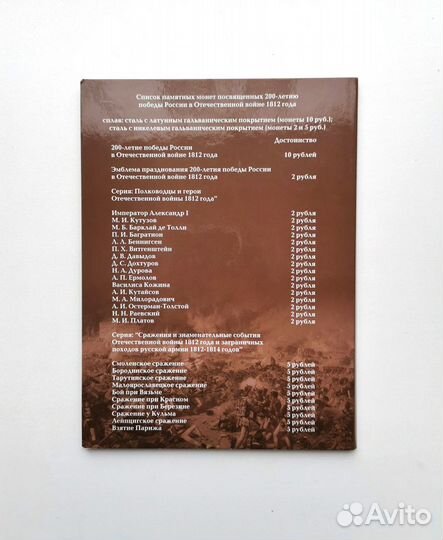 Список памятных монет посвященных 200-летию
победы России в Отечественной войне 1812 года
сплав: сталь с латунным гальваническим покрытием (монеты 10 руб.);
сталь с никелевым гальваническим покрытием (монеты 2 и 5 руб.)
Достоинство
200-летие победы России
в Отечественной войне 1812 года 10 рублей
Эмблема празднования 200-летия победы России
в Отечественной войне 1812 года 2 рубля
Серия: Полководцы и герои
Отечественной войны 1812 года"
Император Александр I 2 рубля
М. И. Кутузов 2 рубля
М. Б. Барклай де Толли 2 рубля
П. И. Багратион 2 рубля
Л. Л. Беннигсен 2 рубля
П. Х. Витгенштейн 2 рубля
Д. В. Давыдов 2 рубля
Д. С. Дохтуров 2 рубля
Н. А. Дурова 2 рубля
А. П. Ермолов 2 рубля
Василиса Кожина 2 рубля
А. И. Кутайсов 2 рубля
М. А. Милорадович 2 рубля
А. И. Остерман-Толстой 2 рубля
Н. Н. Раевский 2 рубля
М. И. Платов 2 рубля
Серия: "Сражения и знаменательные события
Отечественной войны 1812 года и заграничных
походов русской армии 1812-1814 годов"
Смоленское сражение 5 рублей
Бородинское сражение 5 рублей
Тарутинское сражение 5 рублей
Малоярославецкое сражение 5 рублей
Бой при Вязьме 5 рублей
Сражение при Красном 5 рублей
Сражение при Березине 5 рублей
Сражение у Кульма 5 рублей
Лейпцигское сражение 5 рублей
Взятие Парижа 5 рублей
Avito